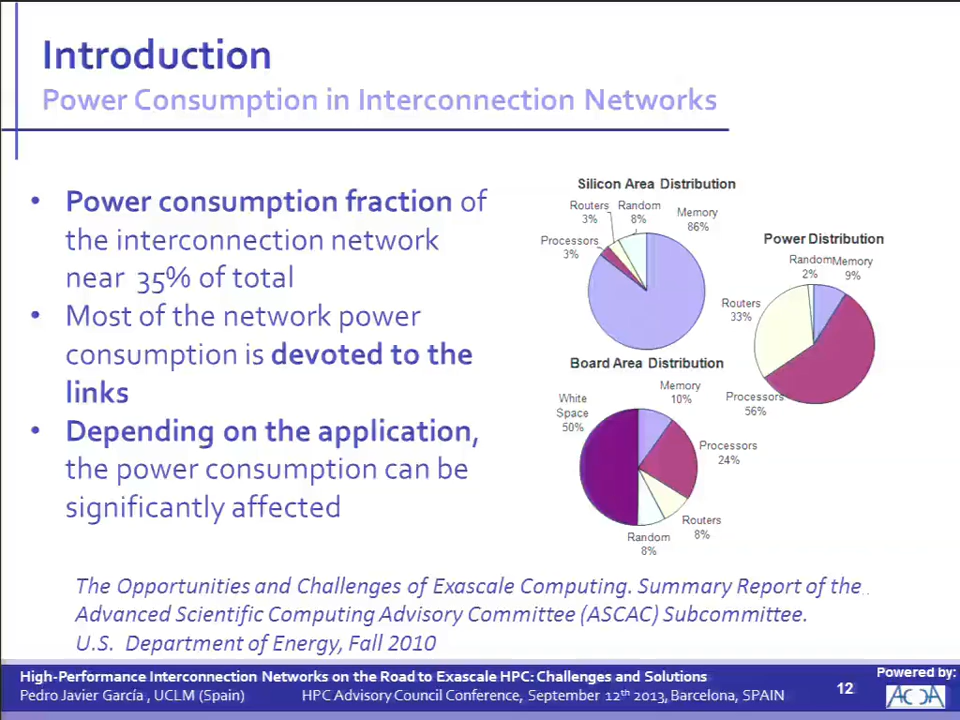 Introduction
Power Consumption in Interconnection Networks
• Power consumption fraction of
the interconnection network
near 35% of total
• Most of the network power
consumption is devoted to the
links
• Depending on the application,
the power consumption can be
significantly affected
Silicon Area Distribution
Routers
3%
Random
8%
Memory
86%
Processors
3%
Power Distribution
Random
2%
Memory
9%
Routers
33%
Processors
56%
Board Area Distribution
White
Space
50%
Memory
10%
Processors
24%
Routers
8%
Random
8%
The Opportunities and Challenges of Exascale Computing. Summary Report of the
Advanced Scientific Computing Advisory Committee (ASCAC) Subcommittee.
U.S. Department of Energy, Fall 2010
High-Performance Interconnection Networks on the Road to Exascale HPC: Challenges and Solutions
Pedro Javier García , UCLM (Spain) HPC Advisory Council Conference, September 12th 2013, Barcelona, SPAIN
12
Powered by: